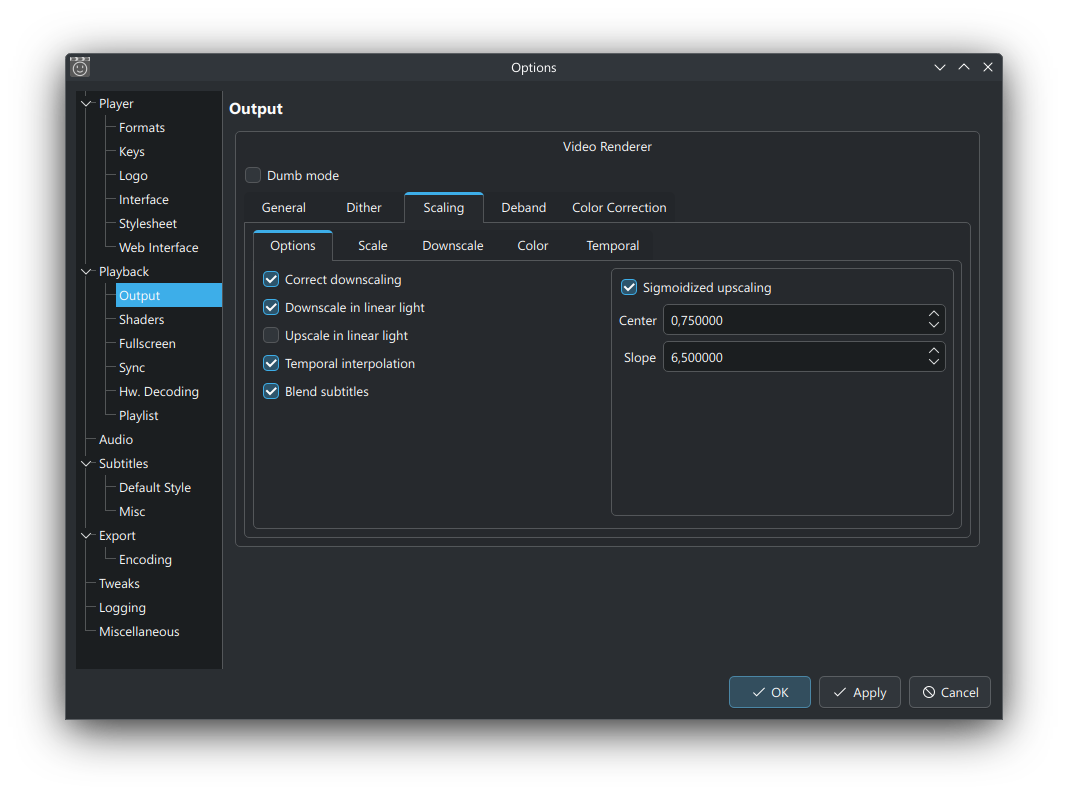 Options
Player
Formats
Keys
Logo
Interface
Stylesheet
Web Interface
Playback
Output
Shaders
Fullscreen
Sync
Hw. Decoding
Playlist
Audio
Subtitles
Default Style
Misc
Export
Encoding
Tweaks
Logging
Miscellaneous
Output
Video Renderer
Dumb mode
General Dither Scaling Deband Color Correction
Options Scale Downscale Color Temporal
Correct downscaling
Downscale in linear light
Upscale in linear light
Temporal interpolation
Blend subtitles
Sigmoidized upscaling
Center 0,750000
Slope 6,500000
OK Apply Cancel